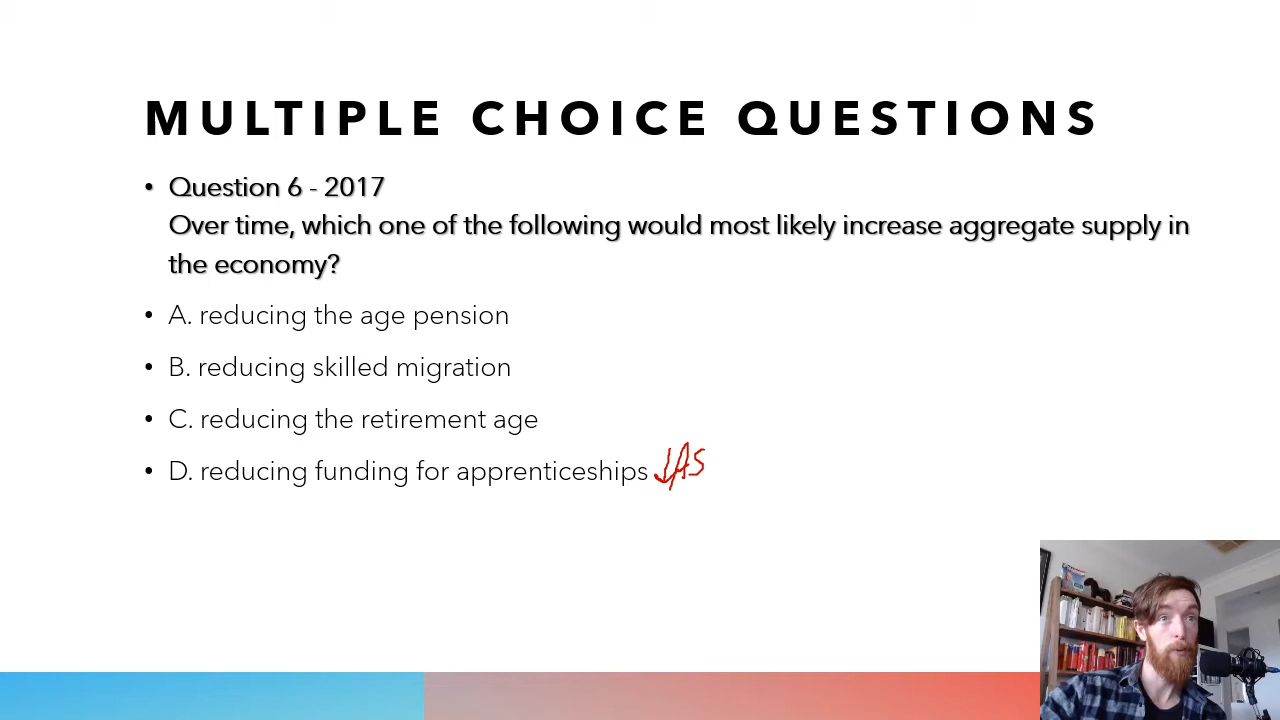 MULTIPLE CHOICE QUESTIONS
• Question 6 - 2017
Over time, which one of the following would most likely increase aggregate supply in
the economy?
• A. reducing the age pension
• B. reducing skilled migration
• C. reducing the retirement age
• D. reducing funding for apprenticeships ↓AS